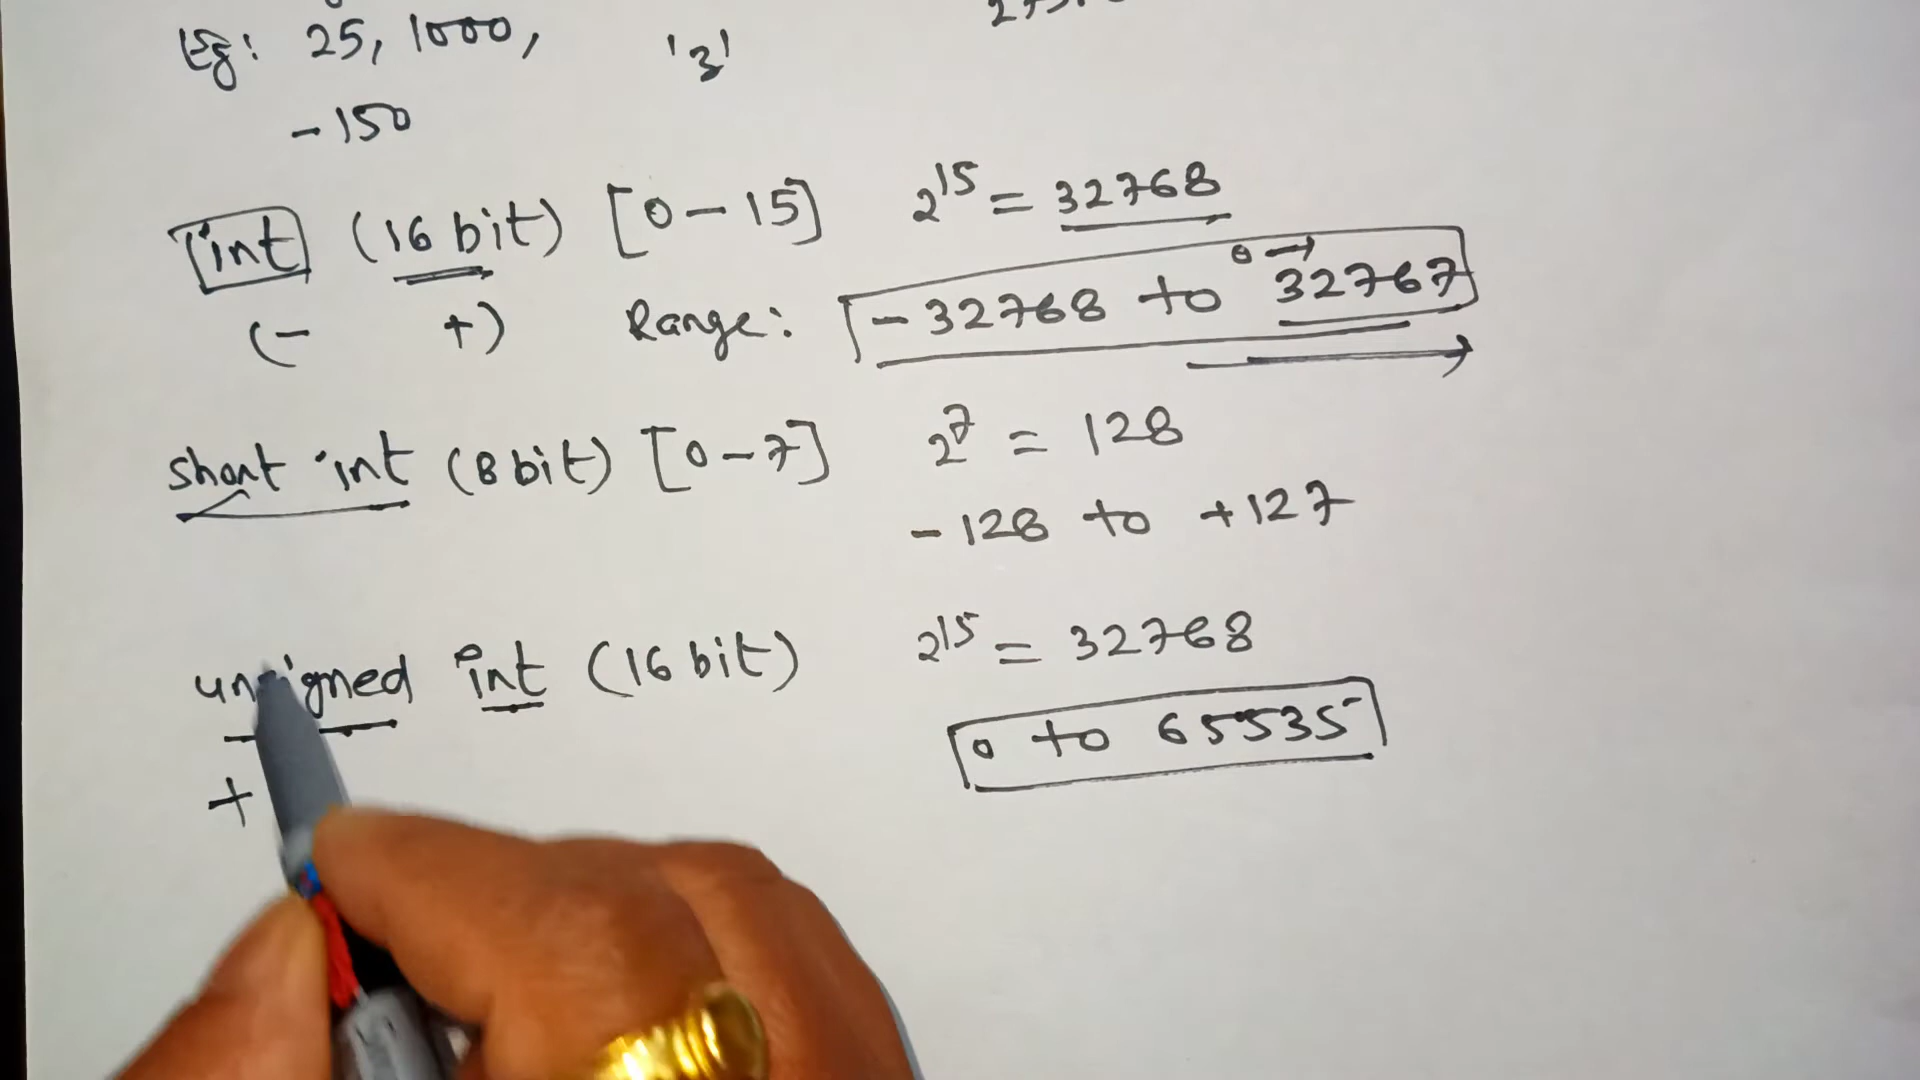 Eg: 25, 1000, '3'
-150
int (16 bit) [0-15] 2^15 = 32768
(- +) Range: -32768 to 0→ 32767
short int (8 bit) [0-7] 2^7 = 128
-128 to +127
unsigned int (16 bit) 2^15 = 32768
0 to 65535
+